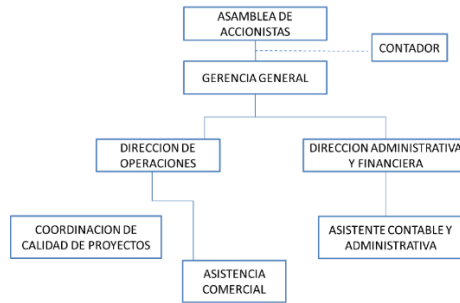 ASAMBLEA DE
ACCIONISTAS
CONTADOR
GERENCIA GENERAL
DIRECCION DE
OPERACIONES
DIRECCION ADMINISTRATIVA
Y FINANCIERA
COORDINACION DE
CALIDAD DE PROYECTOS
ASISTENTE CONTABLE Y
ADMINISTRATIVA
ASISTENCIA
COMERCIAL